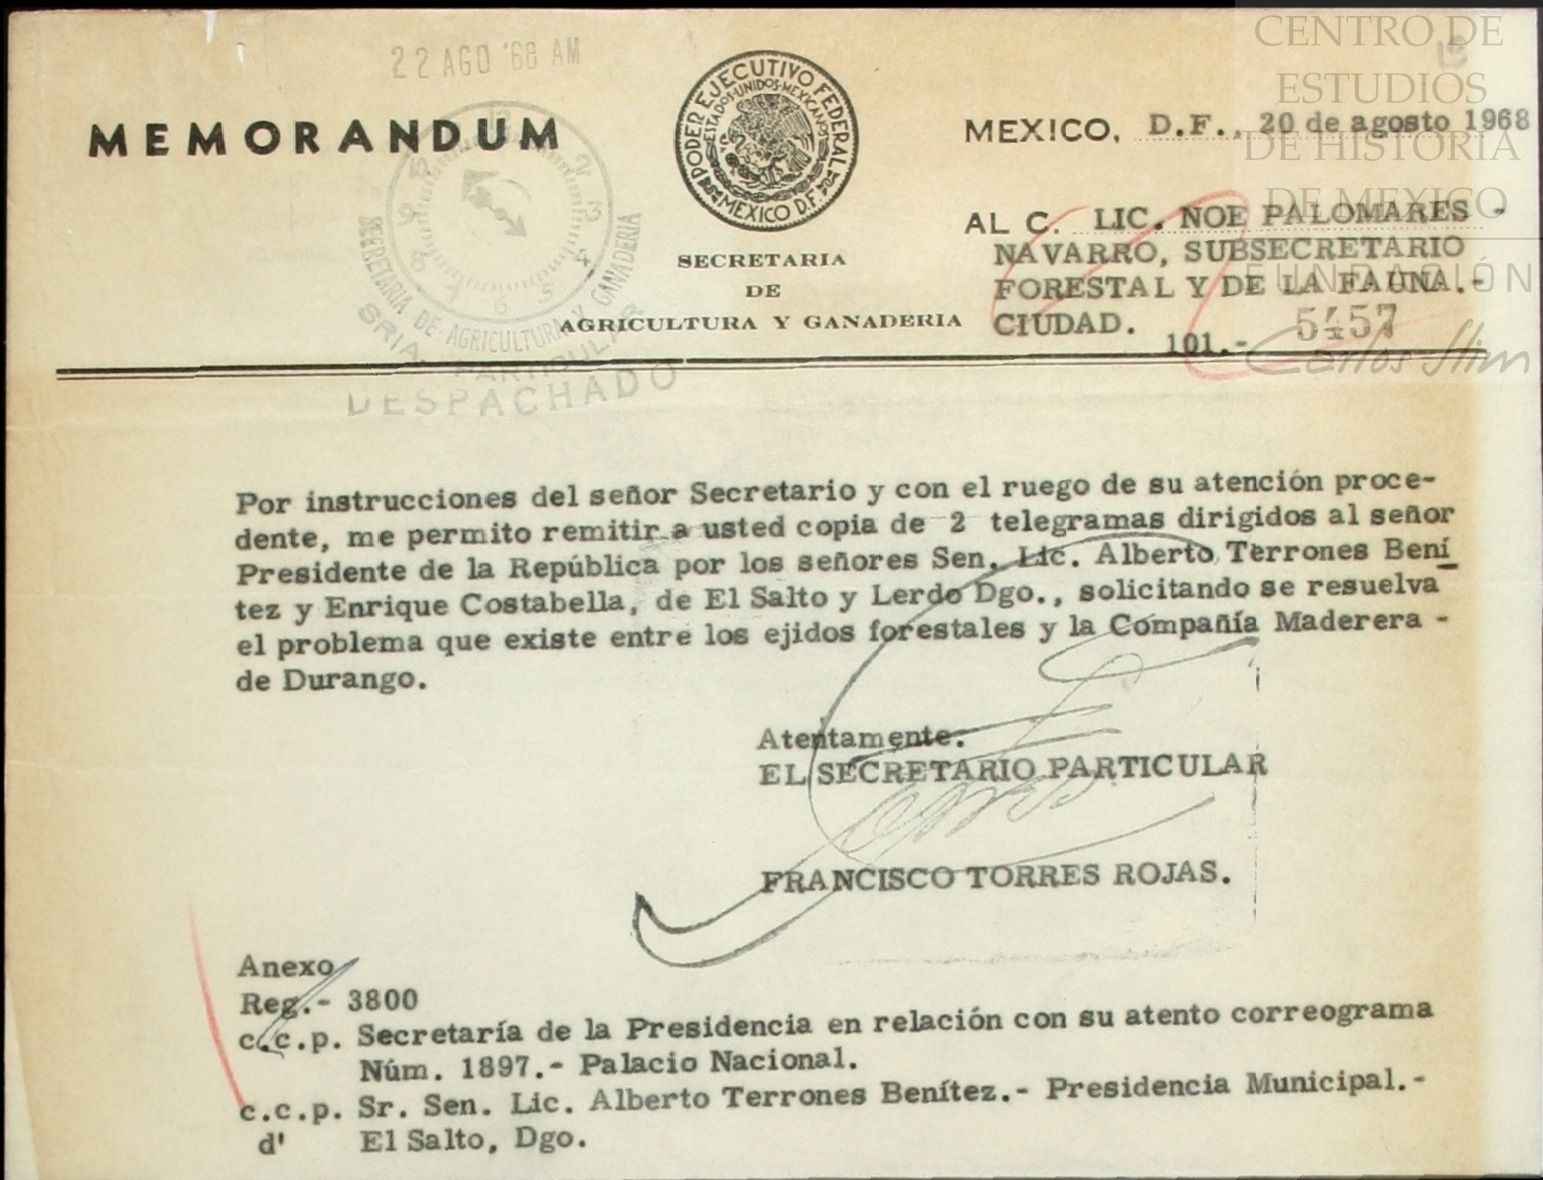 22 AGO '68 AM
MEMORANDUM
PODER EJECUTIVO FEDERAL
ESTADOS UNIDOS MEXICANOS
MEXICO D.F.
SECRETARIA
DE
AGRICULTURA Y GANADERIA
SECRETARIA DE AGRICULTURA Y GANADERIA
SRIA. PARTICULAR
DESPACHADO
CENTRO DE
ESTUDIOS
DE HISTORIA
DE MEXICO
FUNDACIÓN
Carlos Slim
MEXICO, D.F., 20 de agosto 1968
AL C. LIC. NOE PALOMARES -
NAVARRO, SUBSECRETARIO
FORESTAL Y DE LA FAUNA.-
CIUDAD.
101.- 5457
Por instrucciones del señor Secretario y con el ruego de su atención proce-
dente, me permito remitir a usted copia de 2 telegramas dirigidos al señor
Presidente de la República por los señores Sen. Lic. Alberto Terrones Bení
tez y Enrique Costabella, de El Salto y Lerdo Dgo., solicitando se resuelva
el problema que existe entre los ejidos forestales y la Compañía Maderera -
de Durango.
Atentamente.
EL SECRETARIO PARTICULAR
FRANCISCO TORRES ROJAS.
Anexo
Reg.- 3800
c.c.p. Secretaría de la Presidencia en relación con su atento correograma
Núm. 1897.- Palacio Nacional.
c.c.p. Sr. Sen. Lic. Alberto Terrones Benítez.- Presidencia Municipal.-
d' El Salto, Dgo.